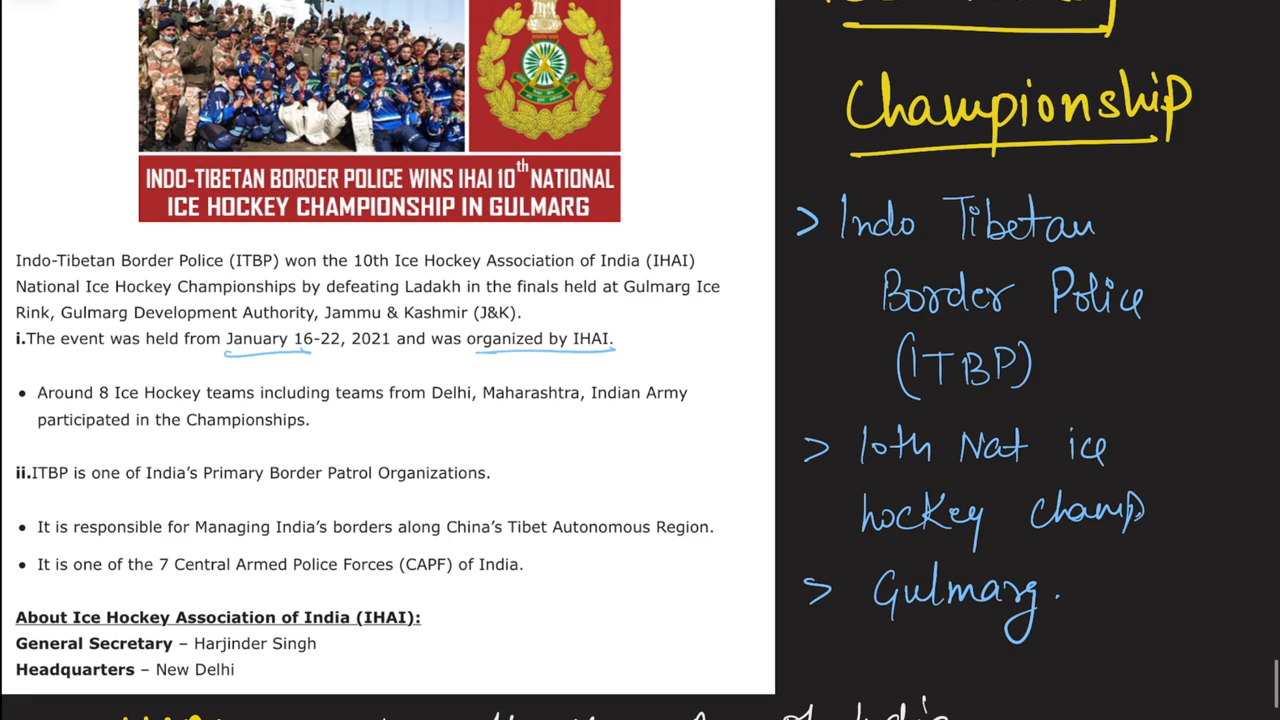 INDO-TIBETAN BORDER POLICE WINS IHAI 10th NATIONAL
ICE HOCKEY CHAMPIONSHIP IN GULMARG
Indo-Tibetan Border Police (ITBP) won the 10th Ice Hockey Association of India (IHAI)
National Ice Hockey Championships by defeating Ladakh in the finals held at Gulmarg Ice
Rink, Gulmarg Development Authority, Jammu & Kashmir (J&K).
i.The event was held from January 16-22, 2021 and was organized by IHAI.
• Around 8 Ice Hockey teams including teams from Delhi, Maharashtra, Indian Army
participated in the Championships.
ii.ITBP is one of India's Primary Border Patrol Organizations.
• It is responsible for Managing India's borders along China's Tibet Autonomous Region.
• It is one of the 7 Central Armed Police Forces (CAPF) of India.
About Ice Hockey Association of India (IHAI):
General Secretary – Harjinder Singh
Headquarters – New Delhi
Championship
> Indo Tibetan
Border Police
(ITBP)
> 10th Nat ice
hockey champ.
> Gulmarg.
of India